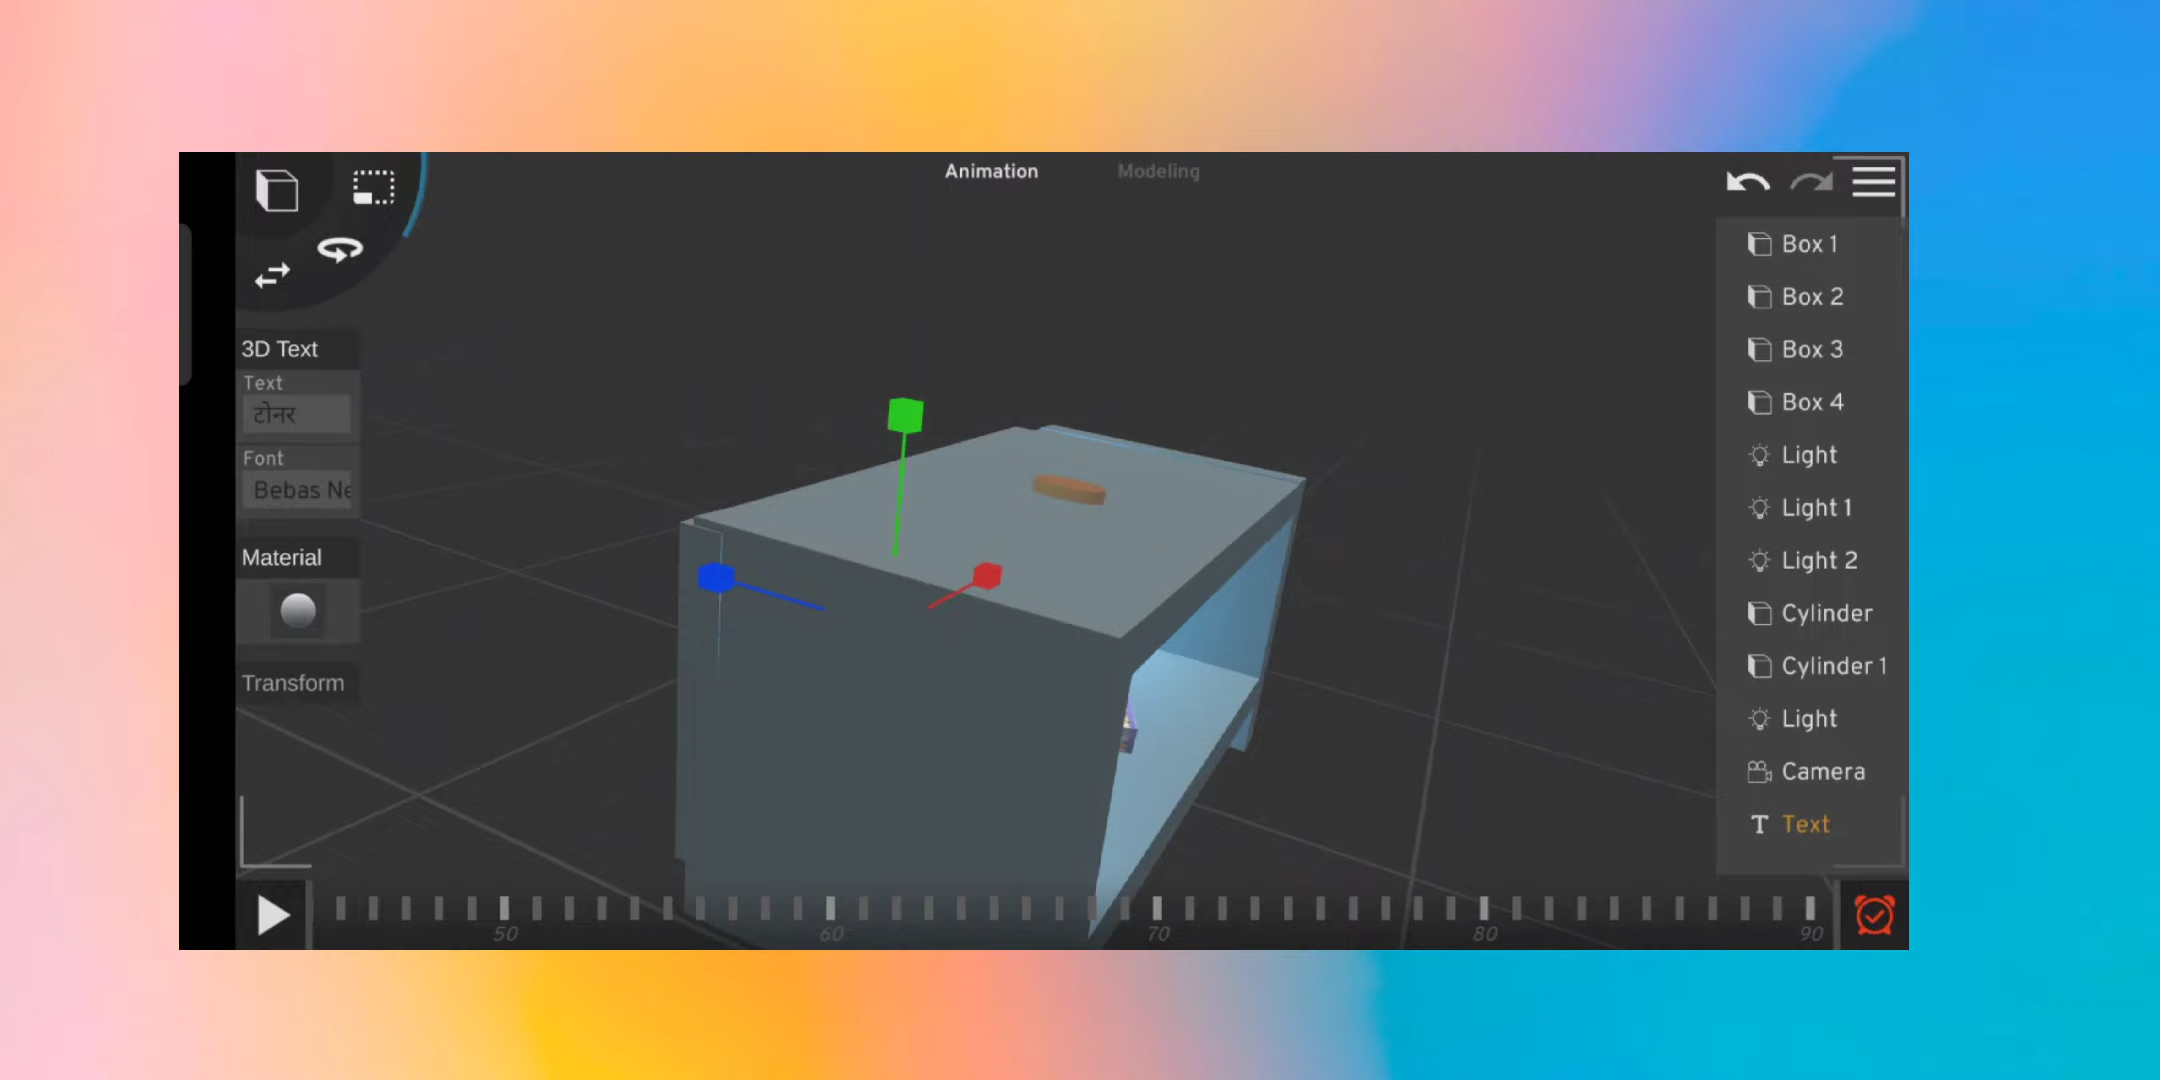 Animation
Modeling
3D Text
Text
टोनर
Font
Bebas Ne
Material
Transform
Box 1
Box 2
Box 3
Box 4
Light
Light 1
Light 2
Cylinder
Cylinder 1
Light
Camera
T Text
50 60 70 80 90